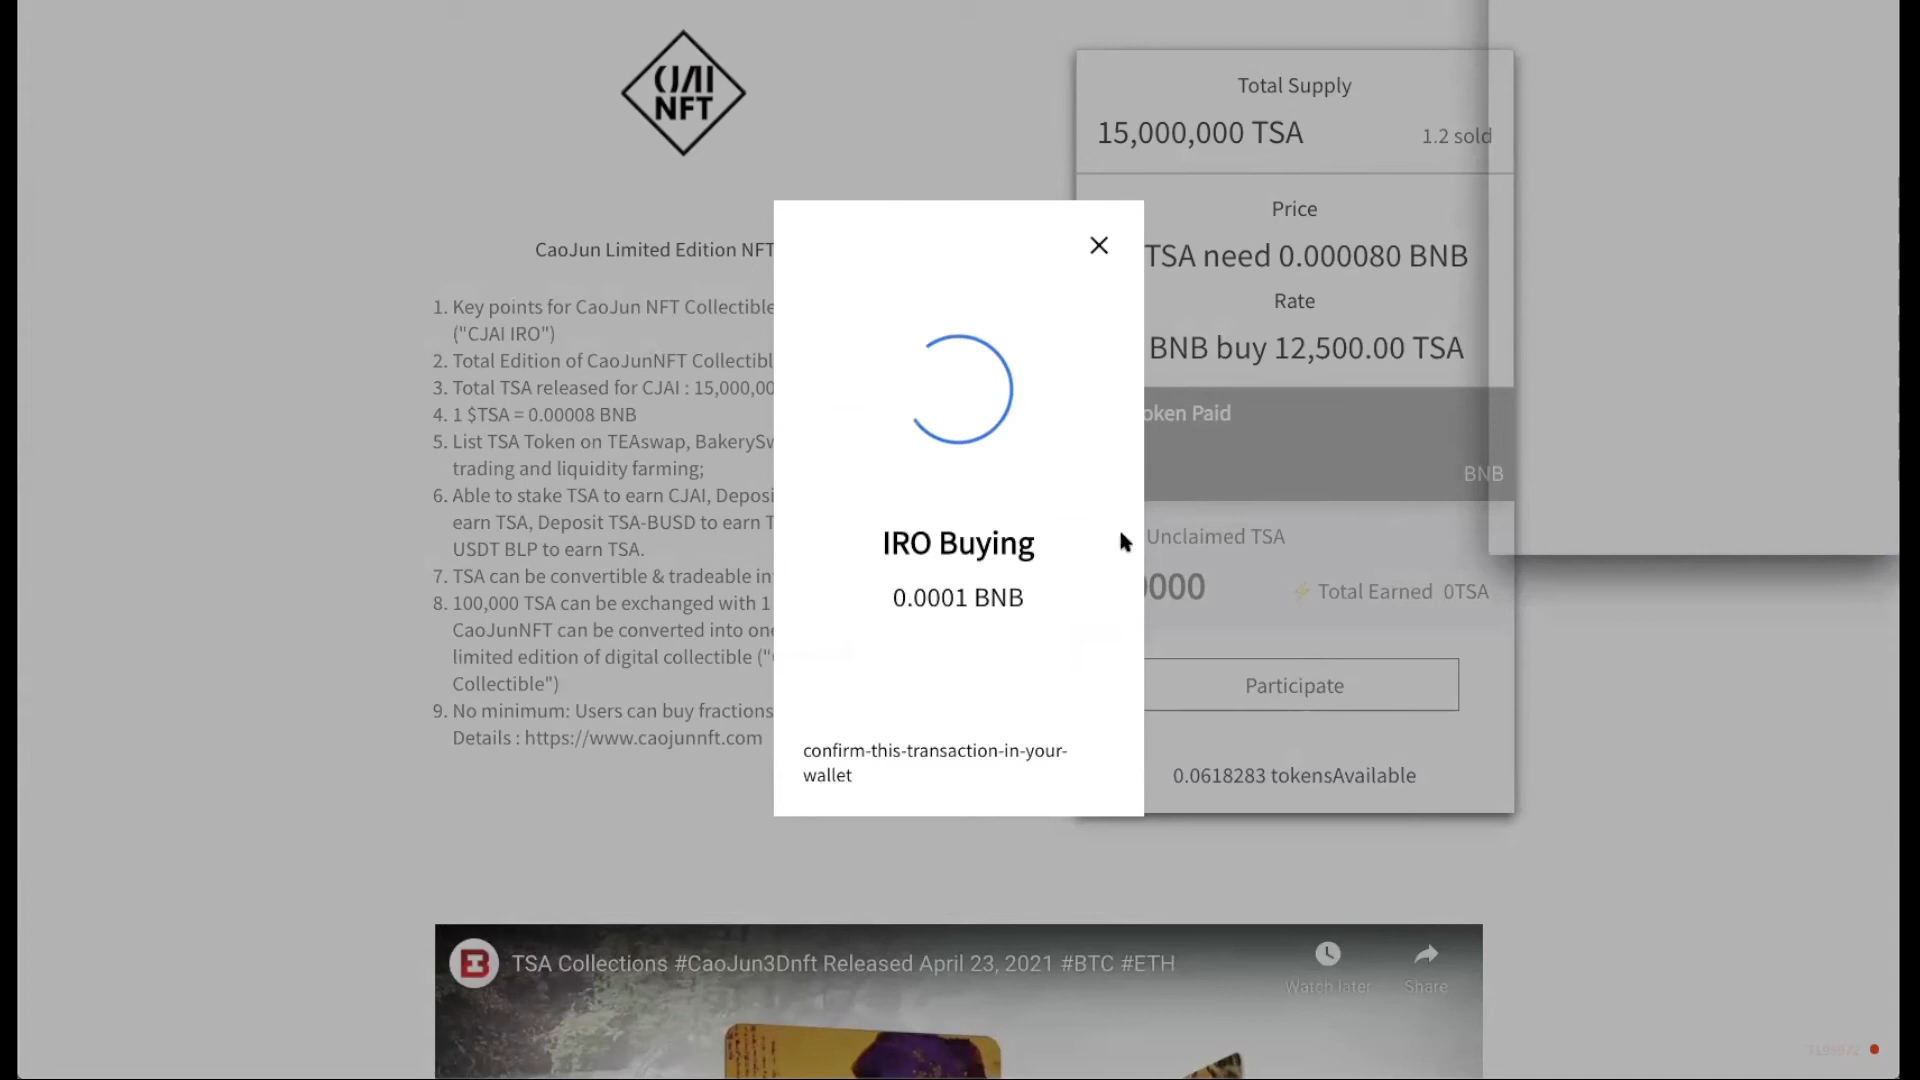 CJAI
NFT
CaoJun Limited Edition NFT
1. Key points for CaoJun NFT Collectible
("CJAI IRO")
2. Total Edition of CaoJunNFT Collectibl
3. Total TSA released for CJAI : 15,000,00
4. 1 $TSA = 0.00008 BNB
5. List TSA Token on TEAswap, BakerySw
trading and liquidity farming;
6. Able to stake TSA to earn CJAI, Deposi
earn TSA, Deposit TSA-BUSD to earn T
USDT BLP to earn TSA.
7. TSA can be convertible & tradeable in
8. 100,000 TSA can be exchanged with 1
CaoJunNFT can be converted into one
limited edition of digital collectible ("
Collectible")
9. No minimum: Users can buy fractions
Details : https://www.caojunnft.com
IRO Buying
0.0001 BNB
confirm-this-transaction-in-your-
wallet
Total Supply
15,000,000 TSA 1.2 sold
Price
TSA need 0.000080 BNB
Rate
BNB buy 12,500.00 TSA
oken Paid
BNB
Unclaimed TSA
0000 ⚡ Total Earned 0TSA
Participate
0.0618283 tokensAvailable
TSA Collections #CaoJun3Dnft Released April 23, 2021 #BTC #ETH
Watch later Share